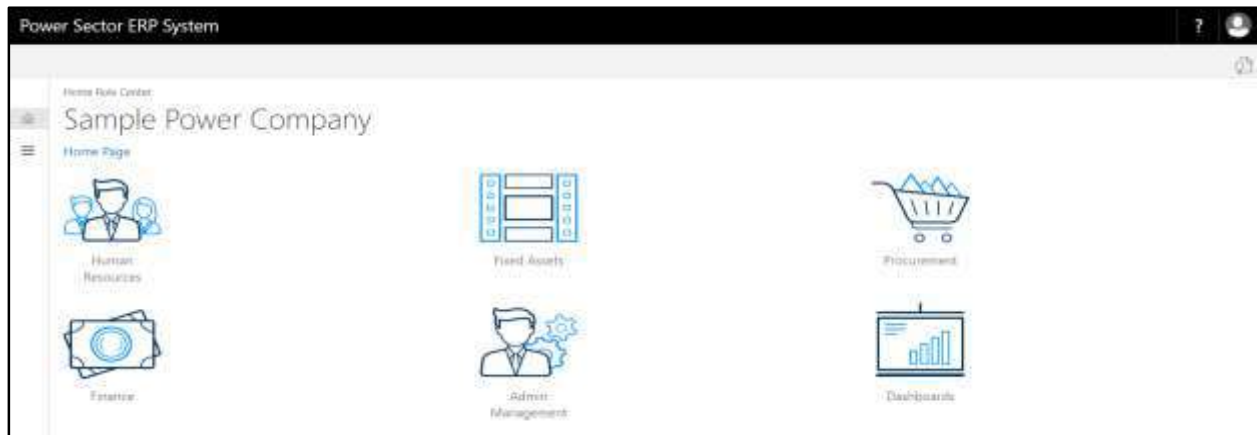 Power Sector ERP System
?
Home Role Center
Sample Power Company
Home Page
Human
Resources
Fixed Assets
Procurement
Finance
Admin
Management
Dashboards